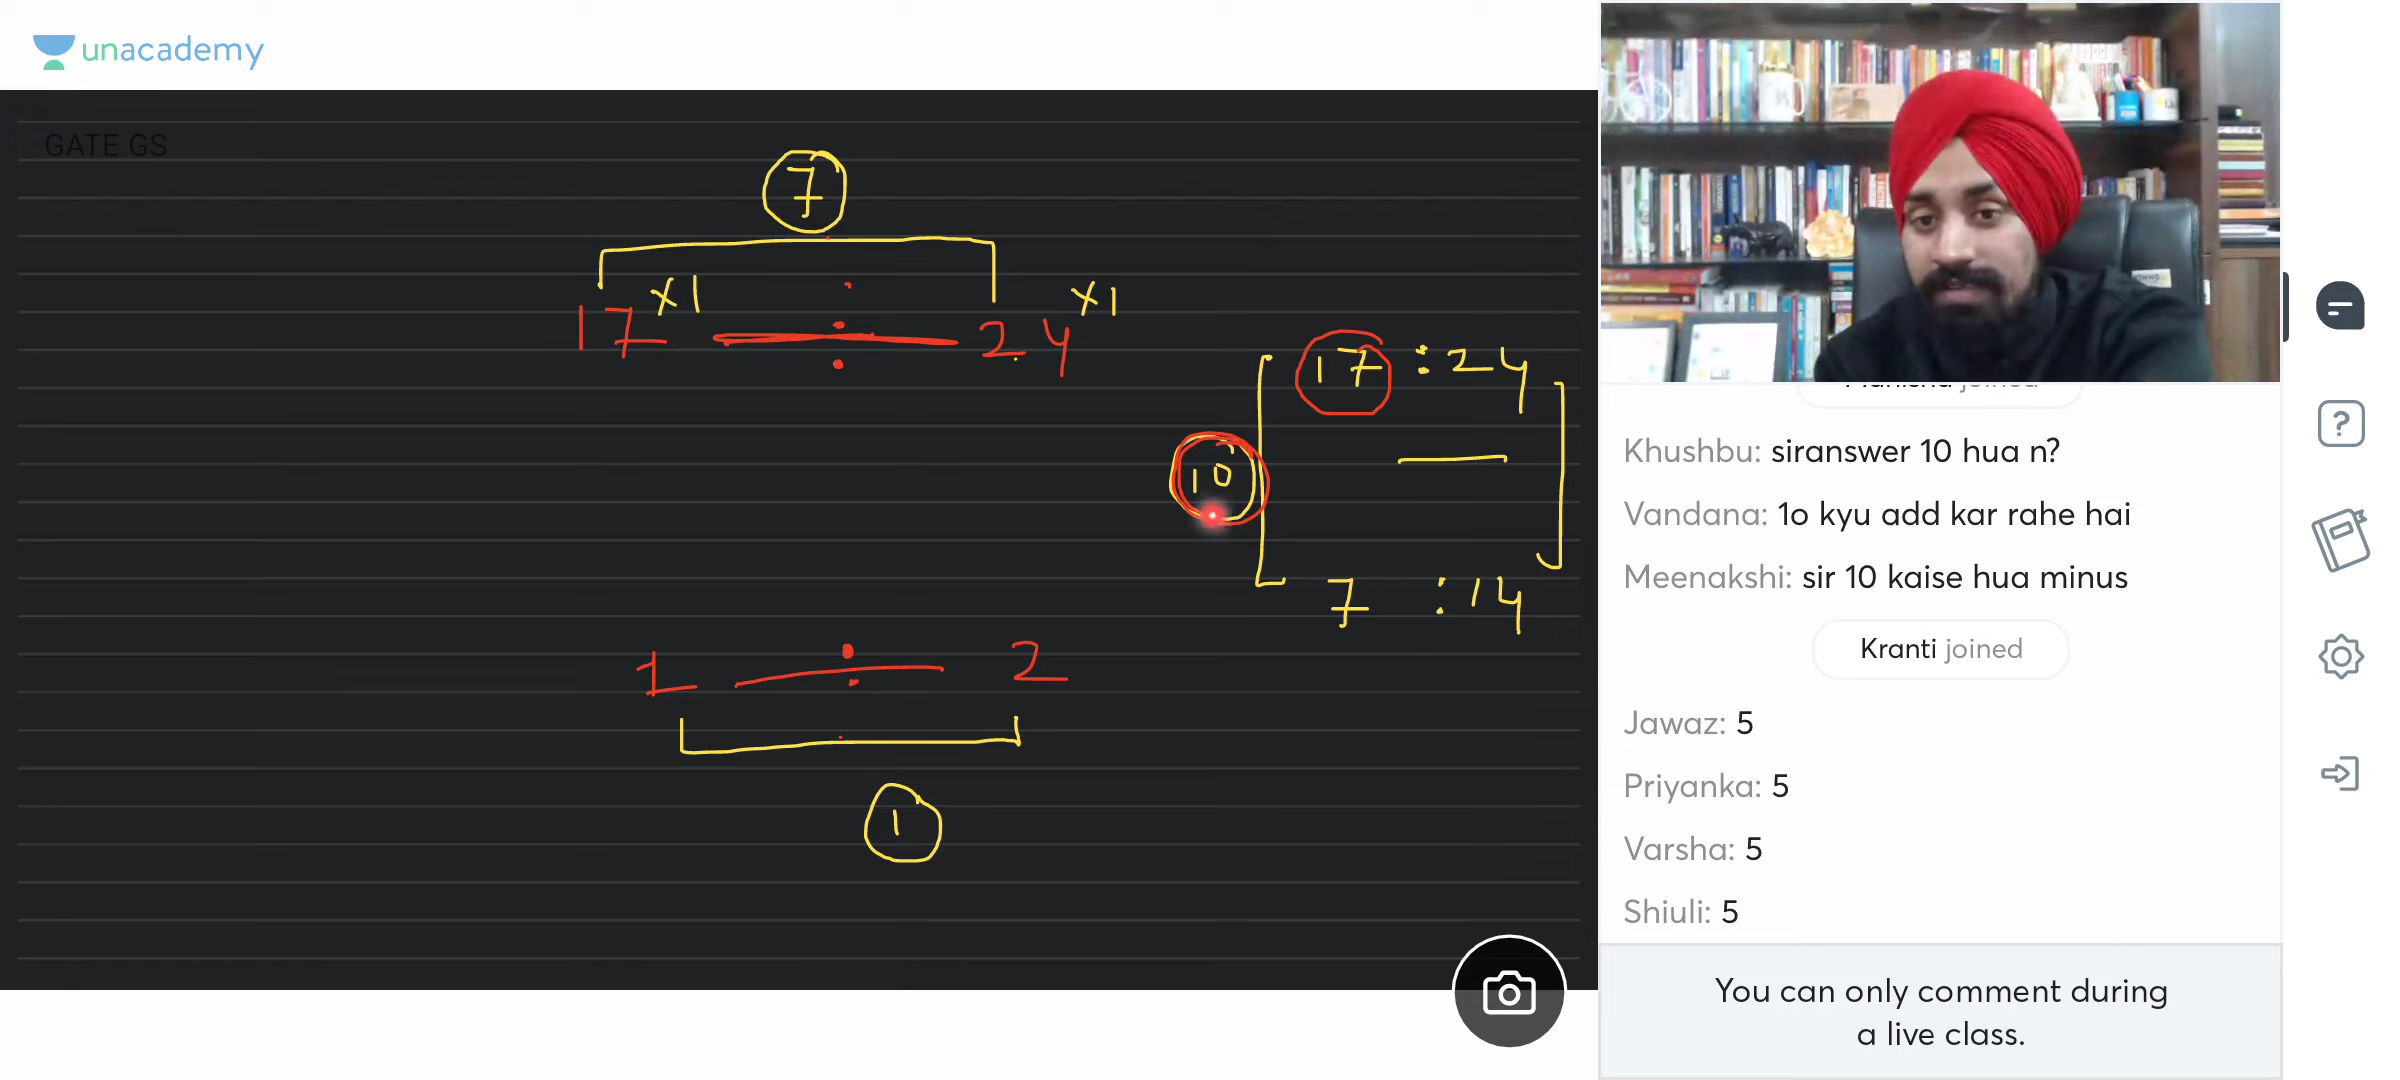 unacademy
GATE GS
7
17 x1 : 24 x1
17 : 24
10
7 : 14
1 : 2
1
Khushbu: siranswer 10 hua n?
Vandana: 1o kyu add kar rahe hai
Meenakshi: sir 10 kaise hua minus
Kranti joined
Jawaz: 5
Priyanka: 5
Varsha: 5
Shiuli: 5
You can only comment during
a live class.